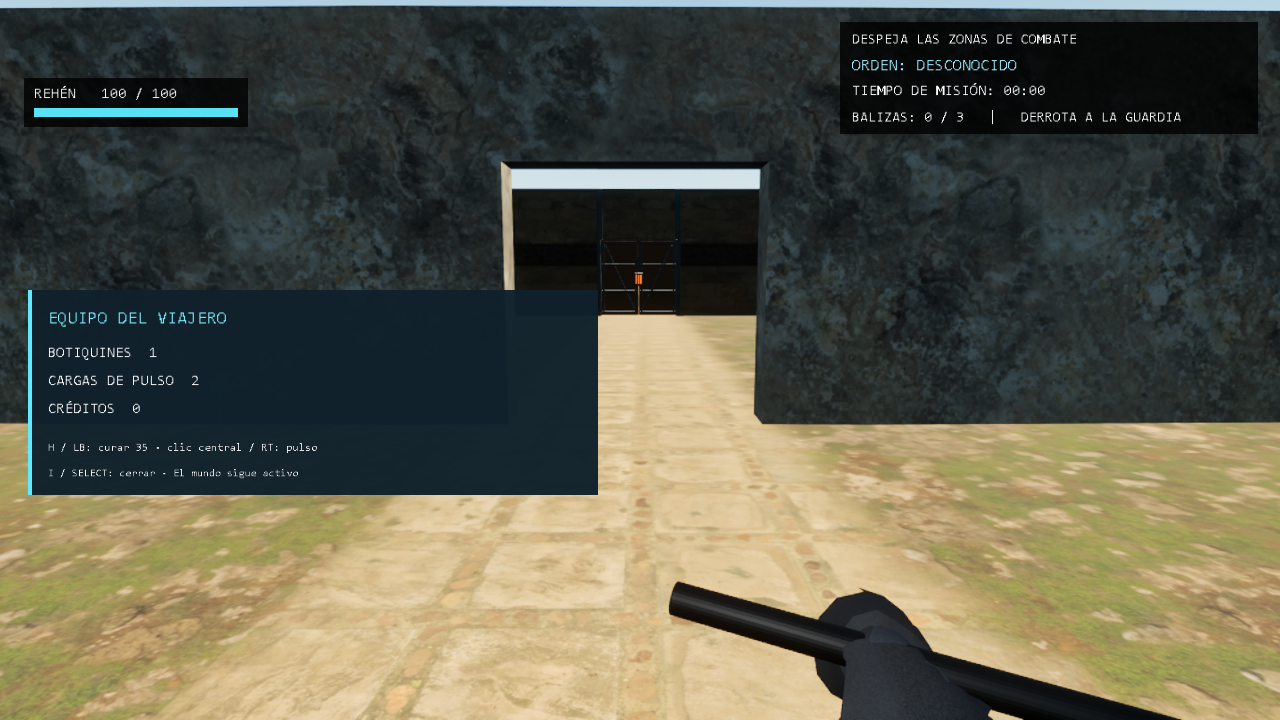 DESPEJA LAS ZONAS DE COMBATE
ORDEN: DESCONOCIDO
TIEMPO DE MISIÓN: 00:00
BALIZAS: 0 / 3 | DERROTA A LA GUARDIA
REHÉN 100 / 100
EQUIPO DEL VIAJERO
BOTIQUINES 1
CARGAS DE PULSO 2
CRÉDITOS 0
H / LB: curar 35 · clic central / RT: pulso
I / SELECT: cerrar · El mundo sigue activo